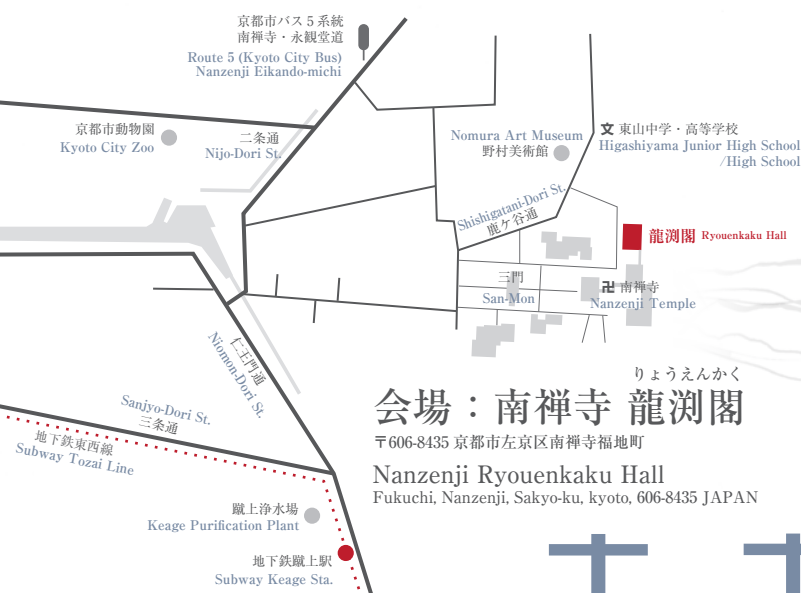 京都市バス５系統
南禅寺・永観堂道
Route 5 (Kyoto City Bus)
Nanzenji Eikando-michi
京都市動物園
Kyoto City Zoo
二条通
Nijo-Dori St.
Nomura Art Museum
野村美術館
文 東山中学・高等学校
Higashiyama Junior High School
/High School
Shishigatani-Dori St.
鹿ケ谷通
龍渕閣 Ryouenkaku Hall
三門
San-Mon
卍 南禅寺
Nanzenji Temple
仁王門通
Niomon-Dori St.
りょうえんかく
会場：南禅寺 龍渕閣
〒606-8435 京都市左京区南禅寺福地町
Nanzenji Ryouenkaku Hall
Fukuchi, Nanzenji, Sakyo-ku, kyoto, 606-8435 JAPAN
Sanjyo-Dori St.
三条通
地下鉄東西線
Subway Tozai Line
蹴上浄水場
Keage Purification Plant
地下鉄蹴上駅
Subway Keage Sta.